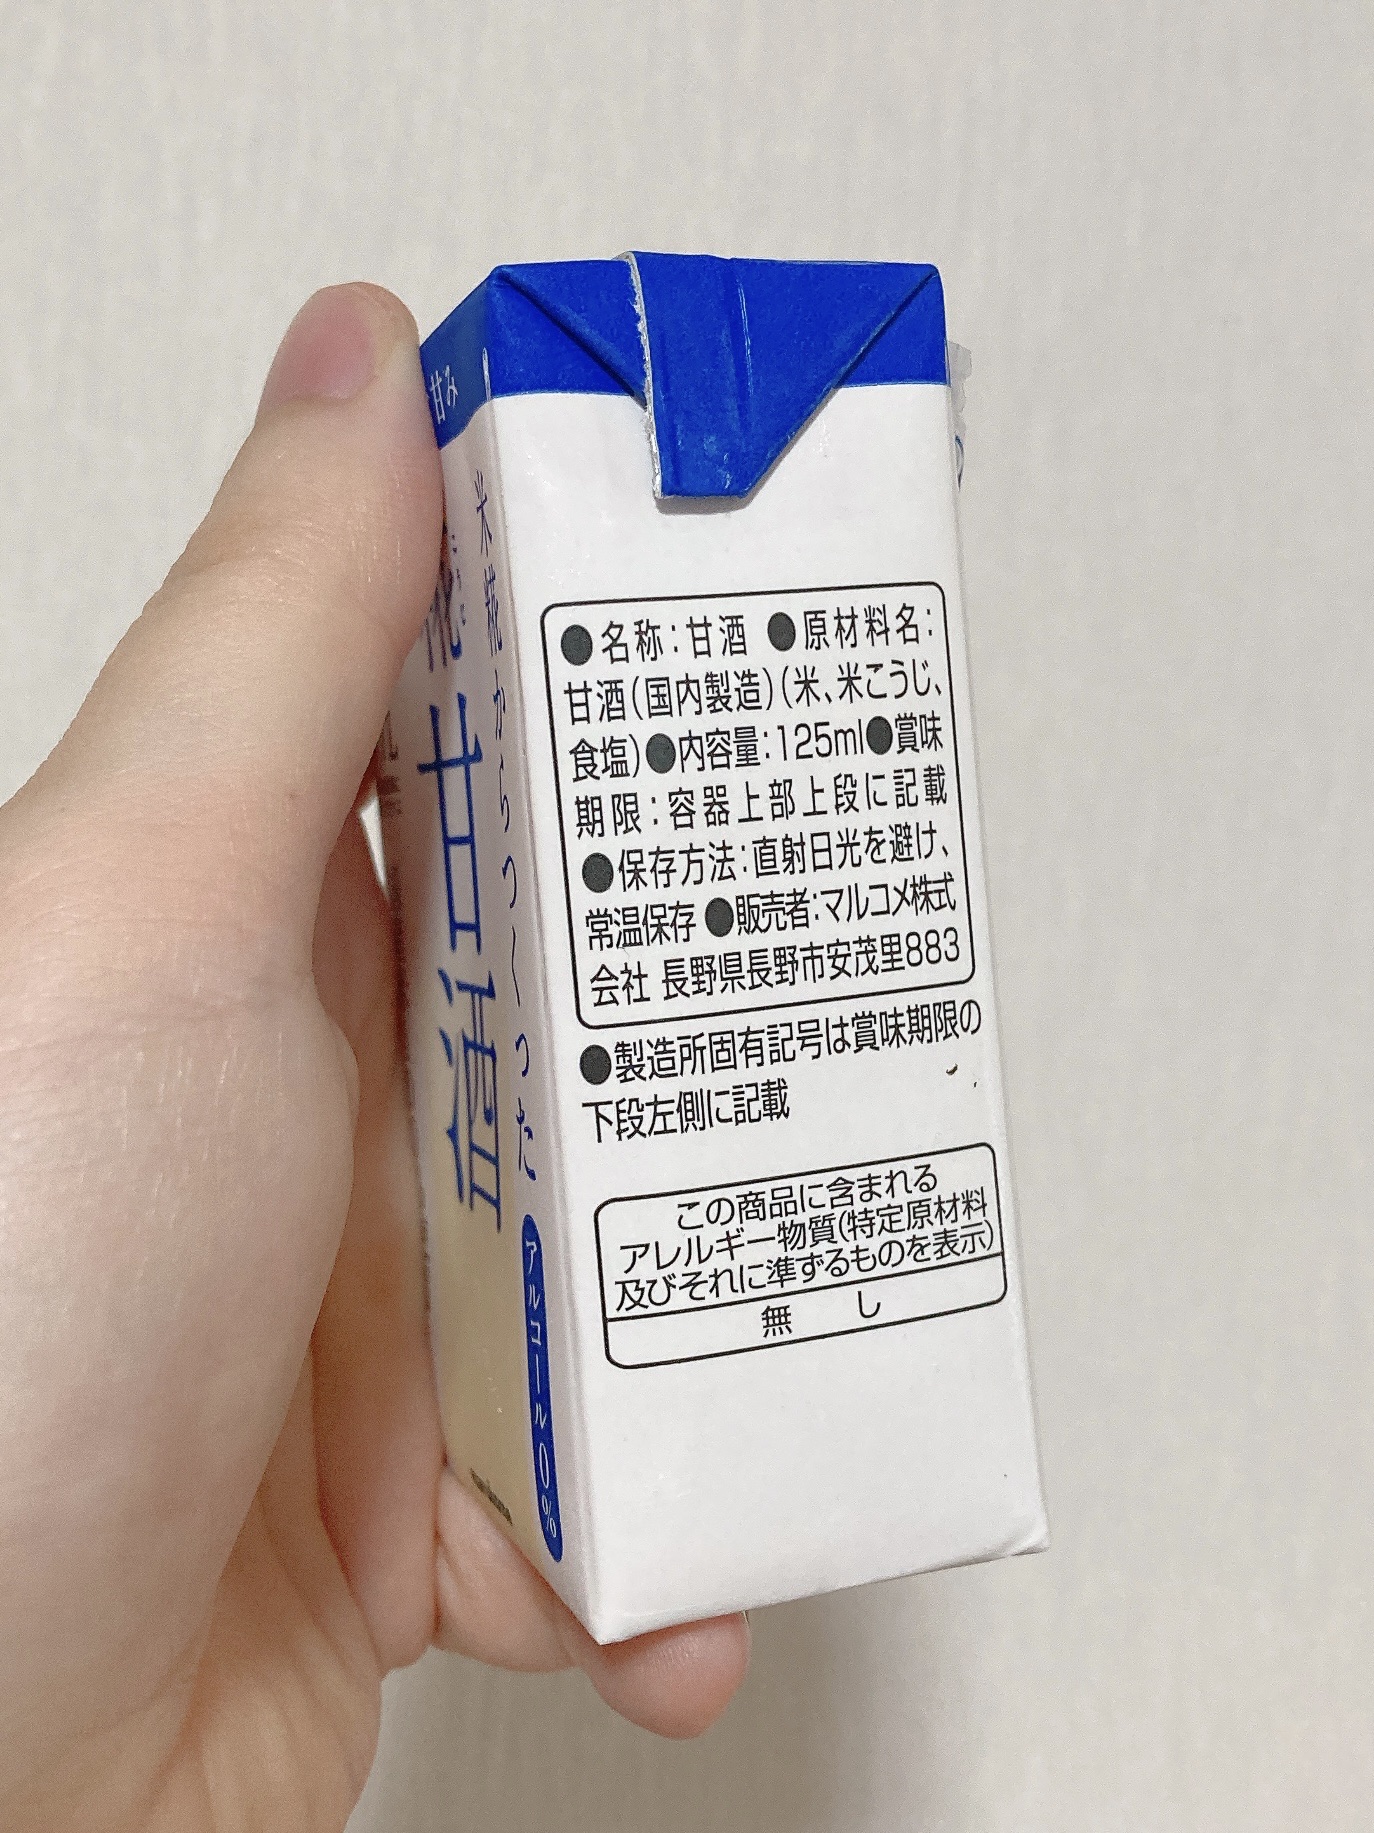 甘み
米糀からつくった
糀甘酒
アルコール0%
●名称:甘酒 ●原材料名:
甘酒(国内製造)(米、米こうじ、
食塩)●内容量:125ml●賞味
期限:容器上部上段に記載
●保存方法:直射日光を避け、
常温保存 ●販売者:マルコメ株式
会社 長野県長野市安茂里883
●製造所固有記号は賞味期限の
下段左側に記載
この商品に含まれる
アレルギー物質(特定原材料
及びそれに準ずるものを表示)
無 し